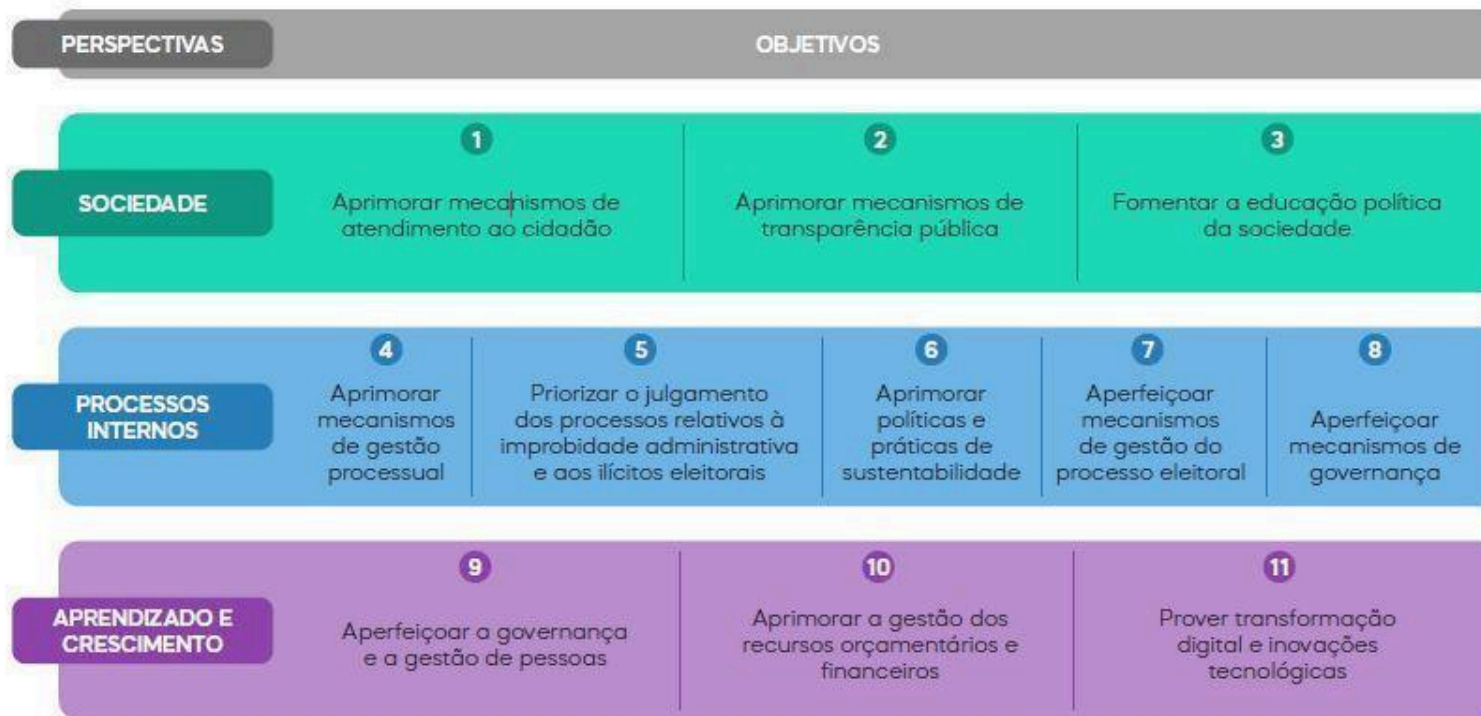 PERSPECTIVAS
OBJETIVOS
SOCIEDADE
1
Aprimorar mecanismos de
atendimento ao cidadão
2
Aprimorar mecanismos de
transparência pública
3
Fomentar a educação política
da sociedade
PROCESSOS
INTERNOS
4
Aprimorar
mecanismos
de gestão
processual
5
Priorizar o julgamento
dos processos relativos à
improbidade administrativa
e aos ilícitos eleitorais
6
Aprimorar
políticas e
práticas de
sustentabilidade
7
Aperfeiçoar
mecanismos
de gestão do
processo eleitoral
8
Aperfeiçoar
mecanismos de
governança
APRENDIZADO E
CRESCIMENTO
9
Aperfeiçoar a governança
e a gestão de pessoas
10
Aprimorar a gestão dos
recursos orçamentários e
financeiros
11
Prover transformação
digital e inovações
tecnológicas